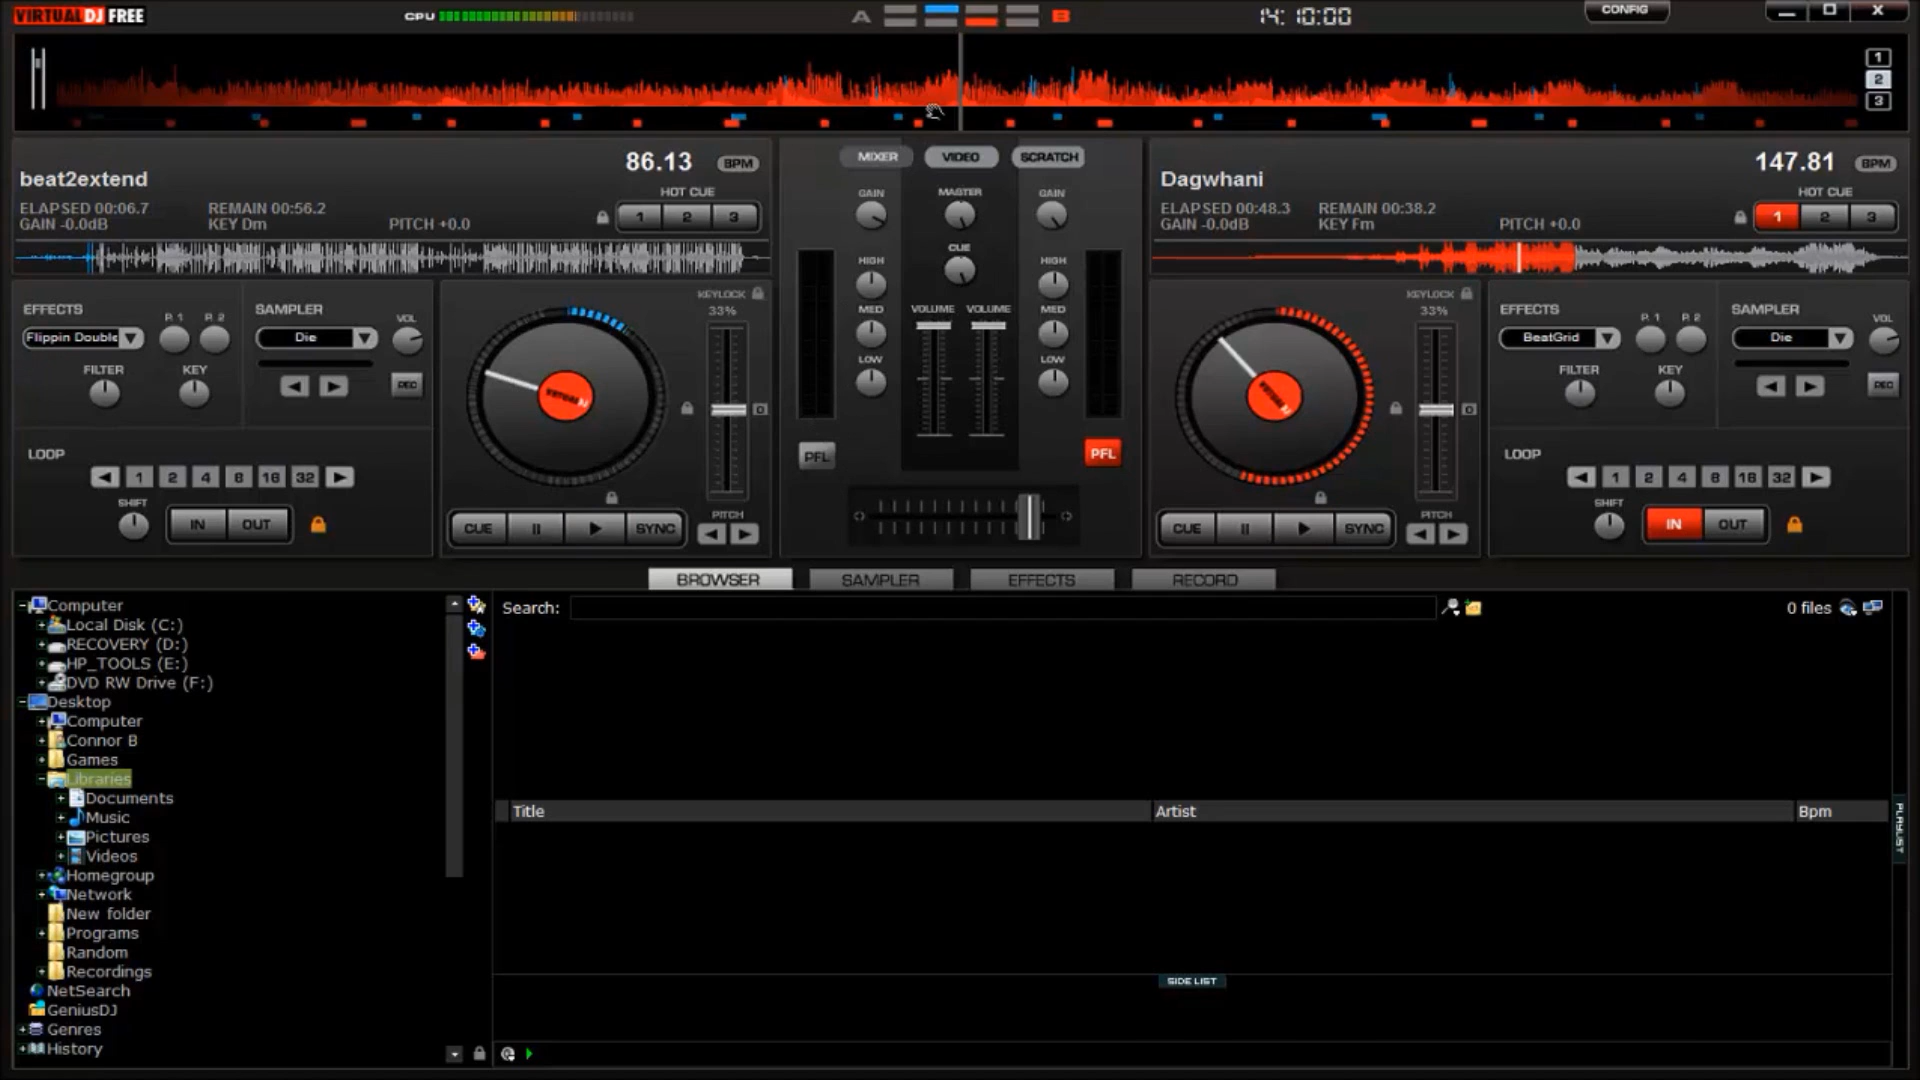 VIRTUAL DJ FREE
CPU
A
B
14:10:00
CONFIG
1
2
3
beat2extend
86.13 BPM
HOT CUE
ELAPSED 00:06.7 REMAIN 00:56.2
GAIN -0.0dB KEY Dm PITCH +0.0
1 2 3
MIXER VIDEO SCRATCH
GAIN MASTER GAIN
CUE
HIGH HIGH
MED VOLUME VOLUME MED
LOW LOW
PFL PFL
Dagwhani
147.81 BPM
HOT CUE
ELAPSED 00:48.3 REMAIN 00:38.2
GAIN -0.0dB KEY Fm PITCH +0.0
1 2 3
EFFECTS SAMPLER
P. 1 P. 2 VOL
Flippin Double Die
FILTER KEY REC
LOOP
1 2 4 8 16 32
SHIFT
IN OUT
KEYLOCK
33%
VIRTUAL DJ
CUE SYNC
PITCH
KEYLOCK
33%
VIRTUAL DJ
CUE SYNC
PITCH
EFFECTS SAMPLER
P. 1 P. 2 VOL
BeatGrid Die
FILTER KEY REC
LOOP
1 2 4 8 16 32
SHIFT
IN OUT
BROWSER SAMPLER EFFECTS RECORD
Computer
Local Disk (C:)
RECOVERY (D:)
HP_TOOLS (E:)
DVD RW Drive (F:)
Desktop
Computer
Connor B
Games
Libraries
Documents
Music
Pictures
Videos
Homegroup
Network
New folder
Programs
Random
Recordings
NetSearch
GeniusDJ
Genres
History
Search:
0 files
Title Artist Bpm
PLAYLIST
SIDE LIST